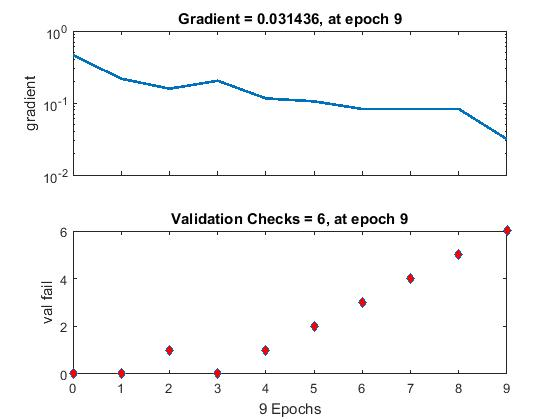 Gradient = 0.031436, at epoch 9
10^0
10^-1
10^-2
gradient
Validation Checks = 6, at epoch 9
6
4
2
0
val fail
0 1 2 3 4 5 6 7 8 9
9 Epochs